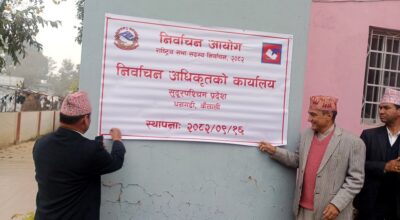 निर्वाचन आयोग
राष्ट्रिय सभा सदस्य निर्वाचन, २०८२
निर्वाचन अधिकृतको कार्यालय
सुदूरपश्चिम प्रदेश
धनगढी, कैलाली
स्थापनाः २०८२/०९/१६